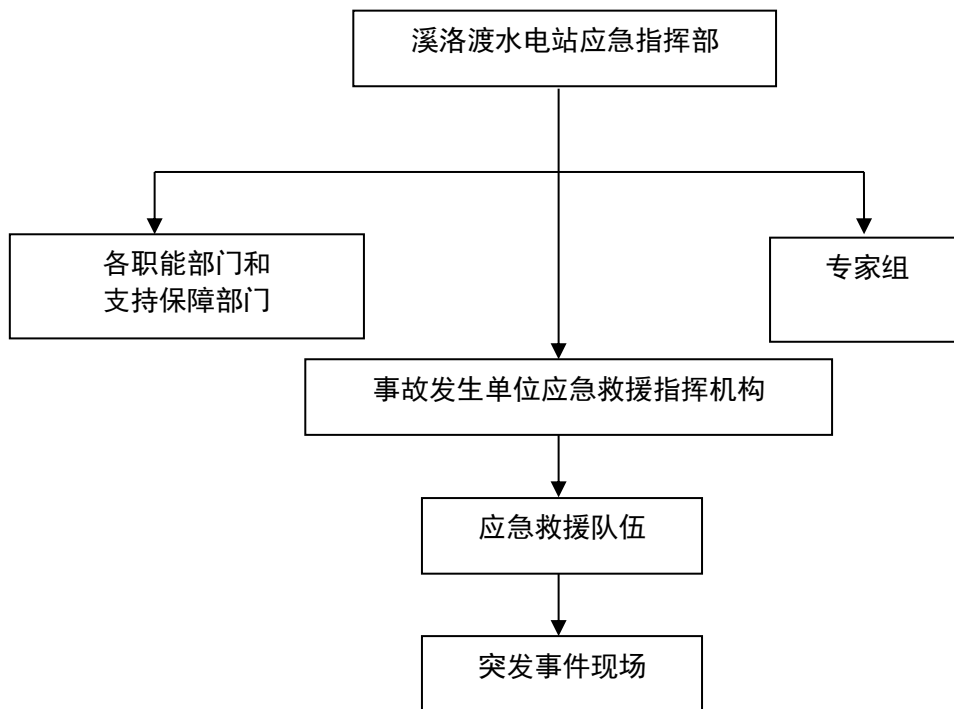 溪洛渡水电站应急指挥部
各职能部门和
支持保障部门
专家组
事故发生单位应急救援指挥机构
应急救援队伍
突发事件现场